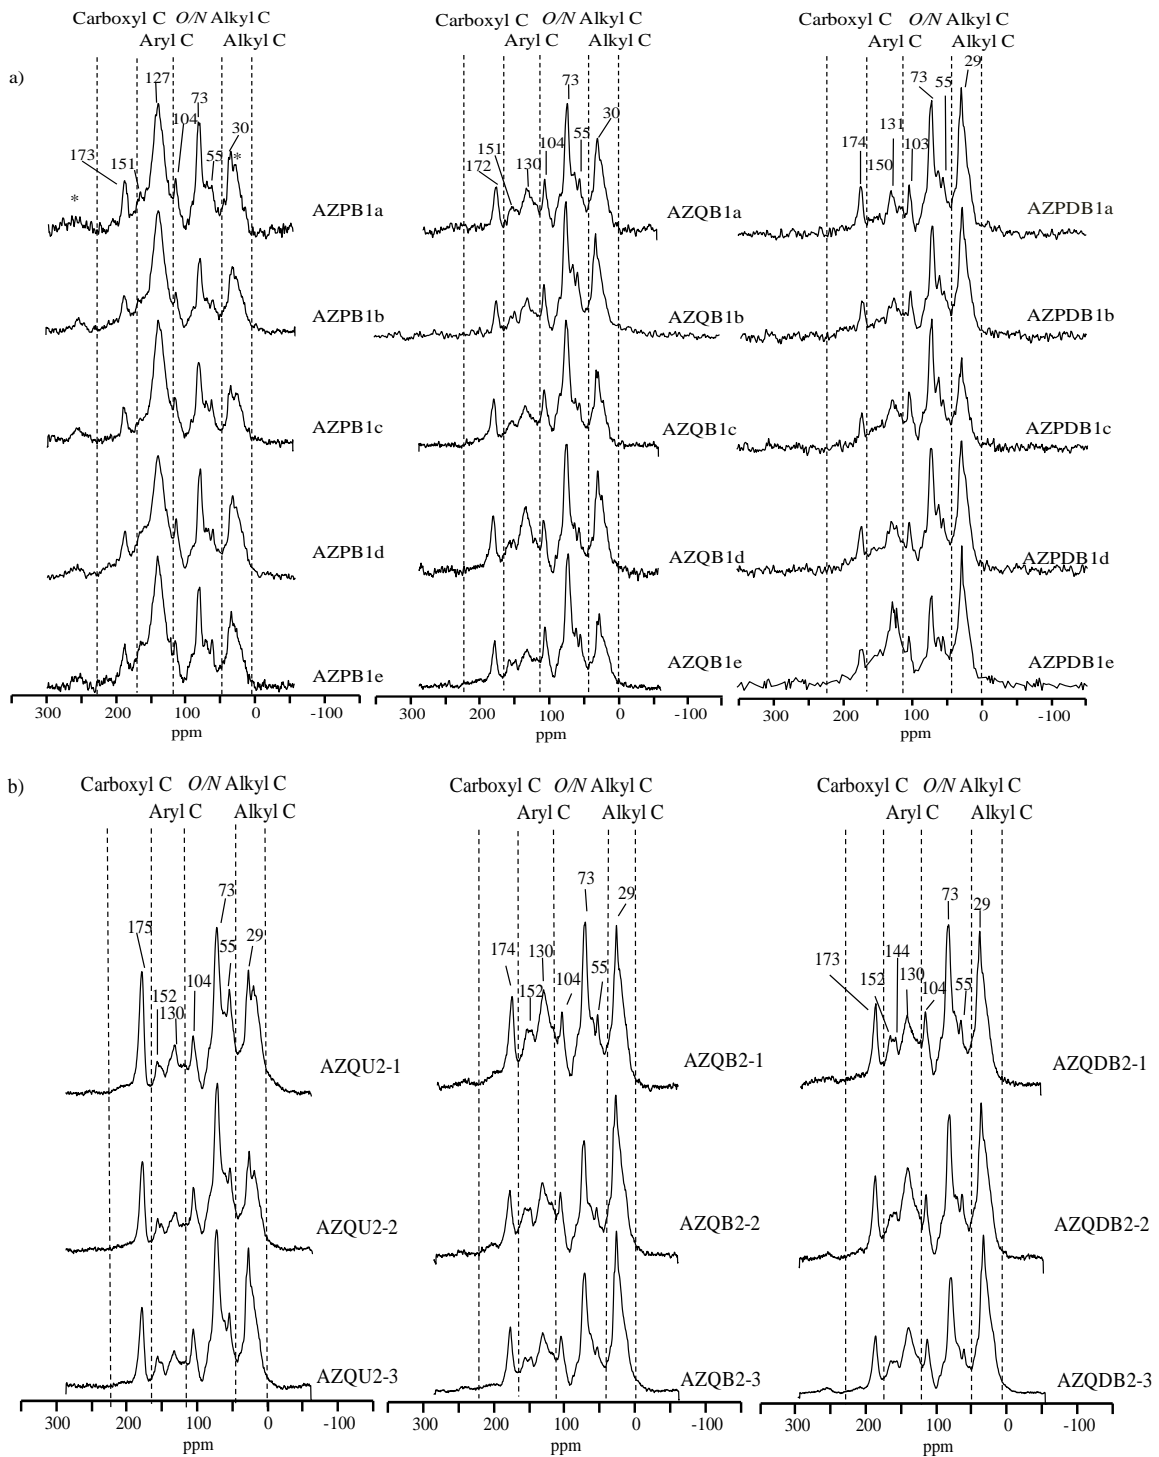 Carboxyl C O/N Alkyl C
Aryl C Alkyl C
Carboxyl C O/N Alkyl C
Aryl C Alkyl C
Carboxyl C O/N Alkyl C
Aryl C Alkyl C
a)
127
73
104
173
151
55
30
*
*
AZPB1a
AZPB1b
AZPB1c
AZPB1d
AZPB1e
300 200 100 0 -100
ppm
73
30
151
104
55
172
130
AZQB1a
AZQB1b
AZQB1c
AZQB1d
AZQB1e
300 200 100 0 -100
ppm
29
73
55
131
174
150
103
AZPDB1a
AZPDB1b
AZPDB1c
AZPDB1d
AZPDB1e
300 200 100 0 -100
ppm
b)
Carboxyl C O/N Alkyl C
Aryl C Alkyl C
Carboxyl C O/N Alkyl C
Aryl C Alkyl C
Carboxyl C O/N Alkyl C
Aryl C Alkyl C
73
175
55
29
104
152
130
AZQU2-1
AZQU2-2
AZQU2-3
300 200 100 0 -100
ppm
73
29
174
130
104
55
152
AZQB2-1
AZQB2-2
AZQB2-3
300 200 100 0 -100
ppm
73
29
173
144
152
130
104
55
AZQDB2-1
AZQDB2-2
AZQDB2-3
300 200 100 0 -100
ppm